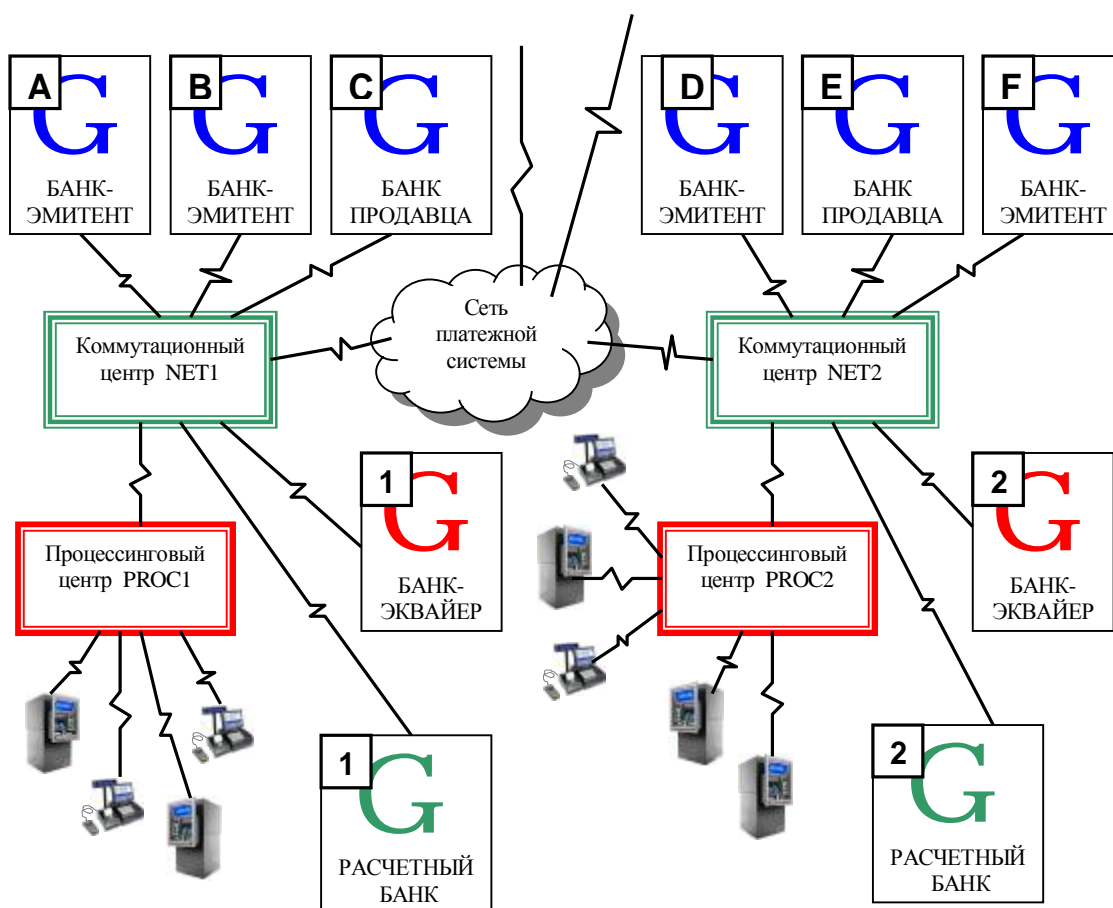 A
G
БАНК-
ЭМИТЕНТ
B
G
БАНК-
ЭМИТЕНТ
C
G
БАНК
ПРОДАВЦА
D
G
БАНК-
ЭМИТЕНТ
E
G
БАНК
ПРОДАВЦА
F
G
БАНК-
ЭМИТЕНТ
Коммутационный
центр NET1
Сеть
платежной
системы
Коммутационный
центр NET2
1
G
БАНК-
ЭКВАЙЕР
2
G
БАНК-
ЭКВАЙЕР
Процессинговый
центр PROC1
Процессинговый
центр PROC2
1
G
РАСЧЕТНЫЙ
БАНК
2
G
РАСЧЕТНЫЙ
БАНК